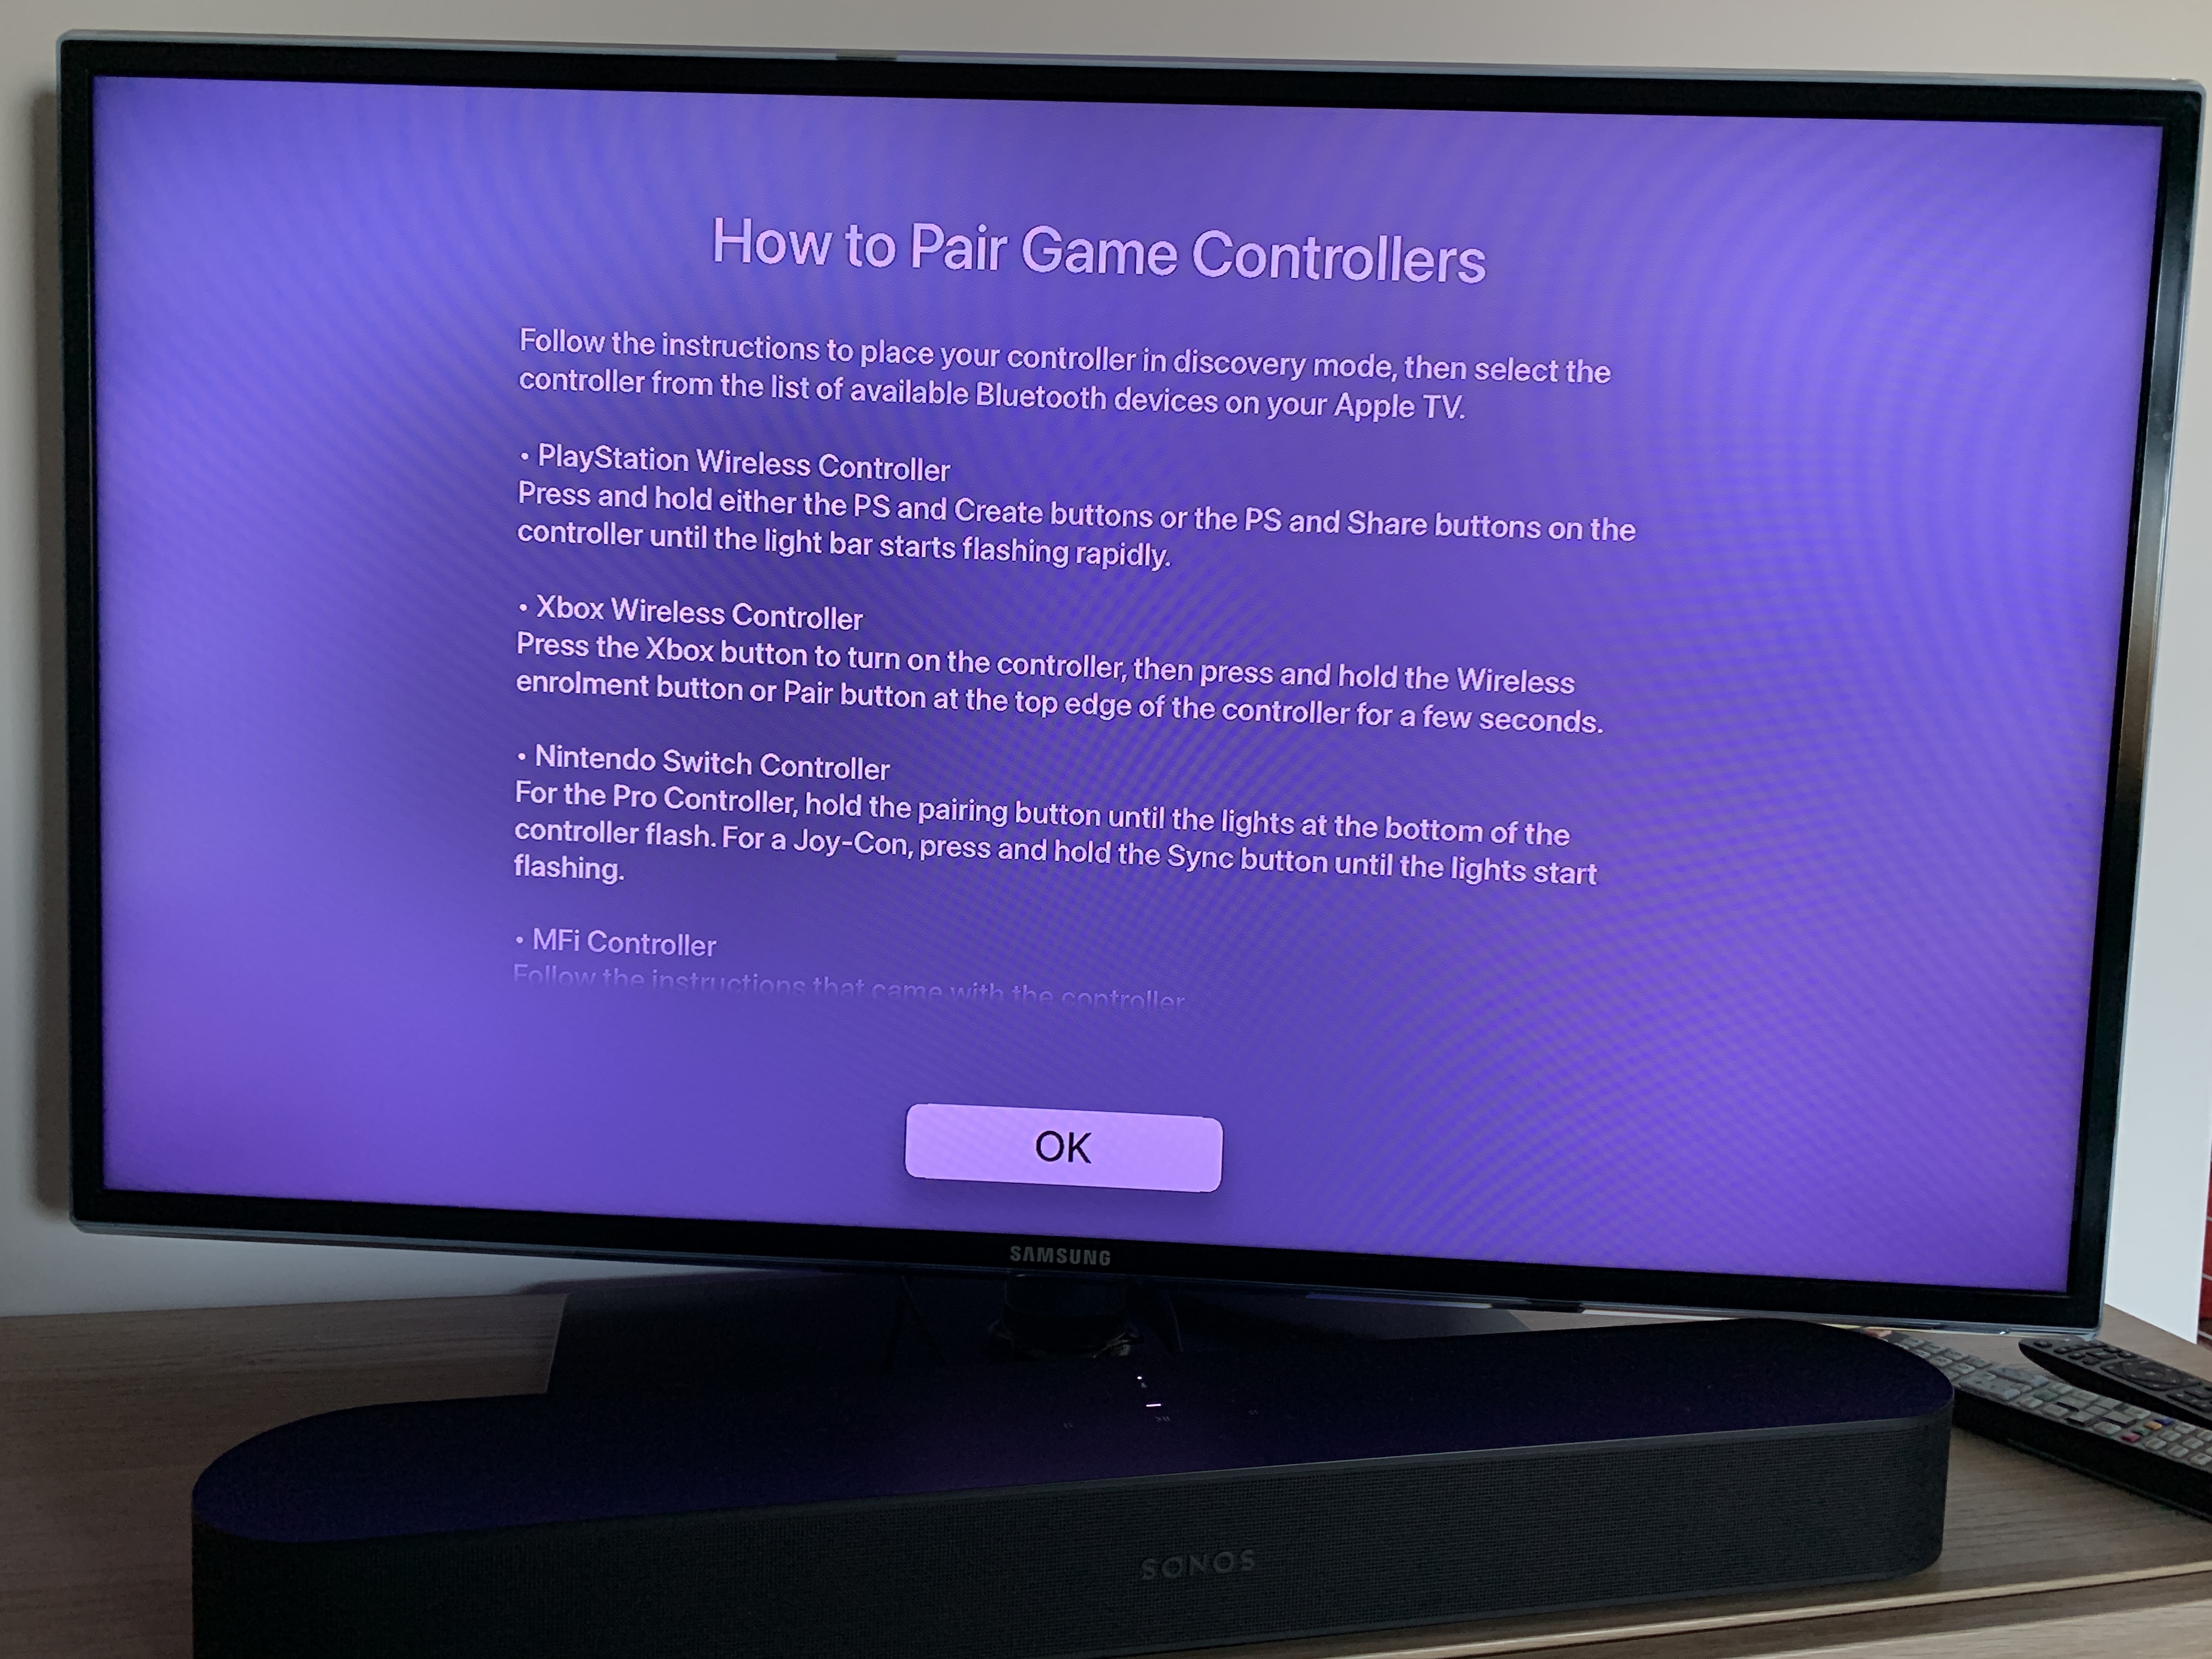 How to Pair Game Controllers
Follow the instructions to place your controller in discovery mode, then select the
controller from the list of available Bluetooth devices on your Apple TV.
• PlayStation Wireless Controller
Press and hold either the PS and Create buttons or the PS and Share buttons on the
controller until the light bar starts flashing rapidly.
• Xbox Wireless Controller
Press the Xbox button to turn on the controller, then press and hold the Wireless
enrolment button or Pair button at the top edge of the controller for a few seconds.
• Nintendo Switch Controller
For the Pro Controller, hold the pairing button until the lights at the bottom of the
controller flash. For a Joy-Con, press and hold the Sync button until the lights start
flashing.
• MFi Controller
Follow the instructions that came with the controller
OK
SAMSUNG
SONOS